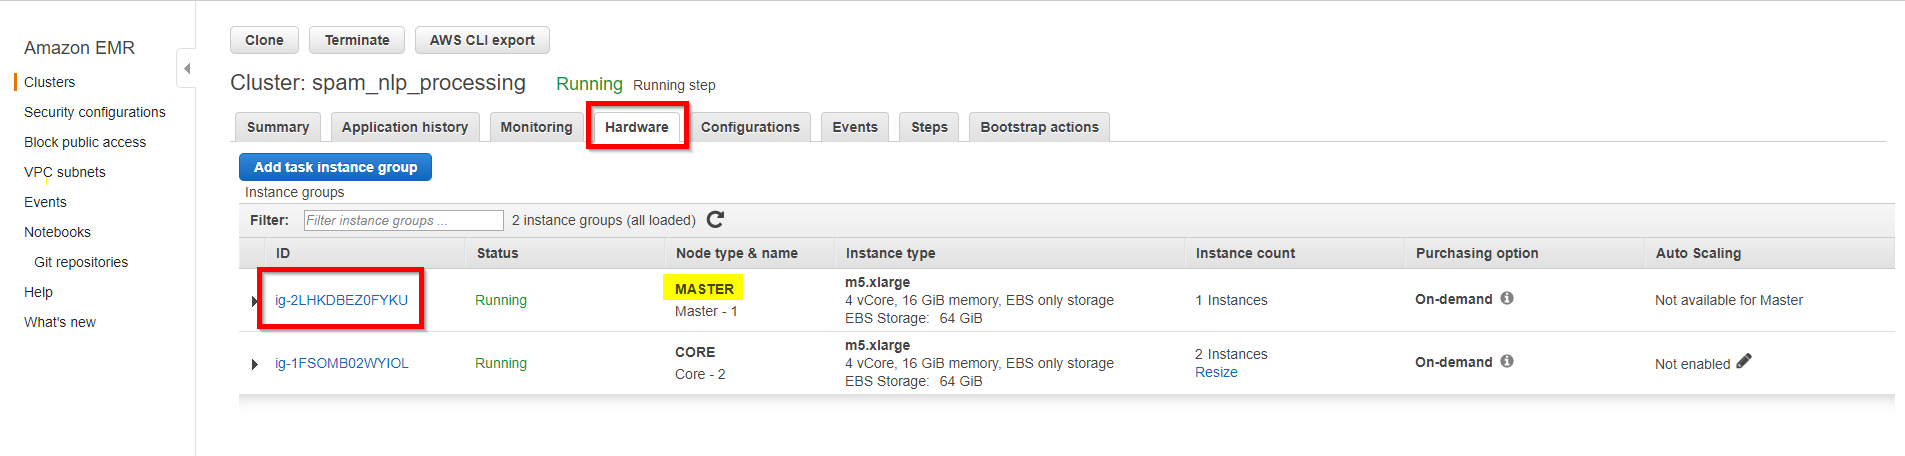 Amazon EMR
Clusters
Security configurations
Block public access
VPC subnets
Events
Notebooks
Git repositories
Help
What's new
Clone Terminate AWS CLI export
Cluster: spam_nlp_processing Running Running step
Summary Application history Monitoring Hardware Configurations Events Steps Bootstrap actions
Add task instance group
Instance groups
Filter: Filter instance groups ... 2 instance groups (all loaded)
ID Status Node type & name Instance type Instance count Purchasing option Auto Scaling
ig-2LHKDBEZ0FYKU Running MASTER Master - 1 m5.xlarge 1 Instances On-demand Not available for Master
4 vCore, 16 GiB memory, EBS only storage
EBS Storage: 64 GiB
ig-1FSOMB02WYIOL Running CORE Core - 2 m5.xlarge 2 Instances On-demand Not enabled
4 vCore, 16 GiB memory, EBS only storage Resize
EBS Storage: 64 GiB